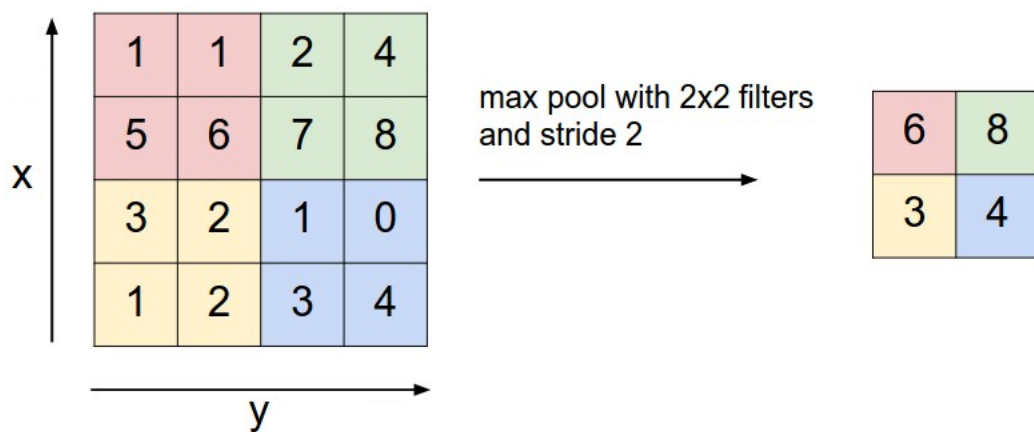 1 1 2 4
5 6 7 8
3 2 1 0
1 2 3 4
x
y
max pool with 2x2 filters
and stride 2
6 8
3 4